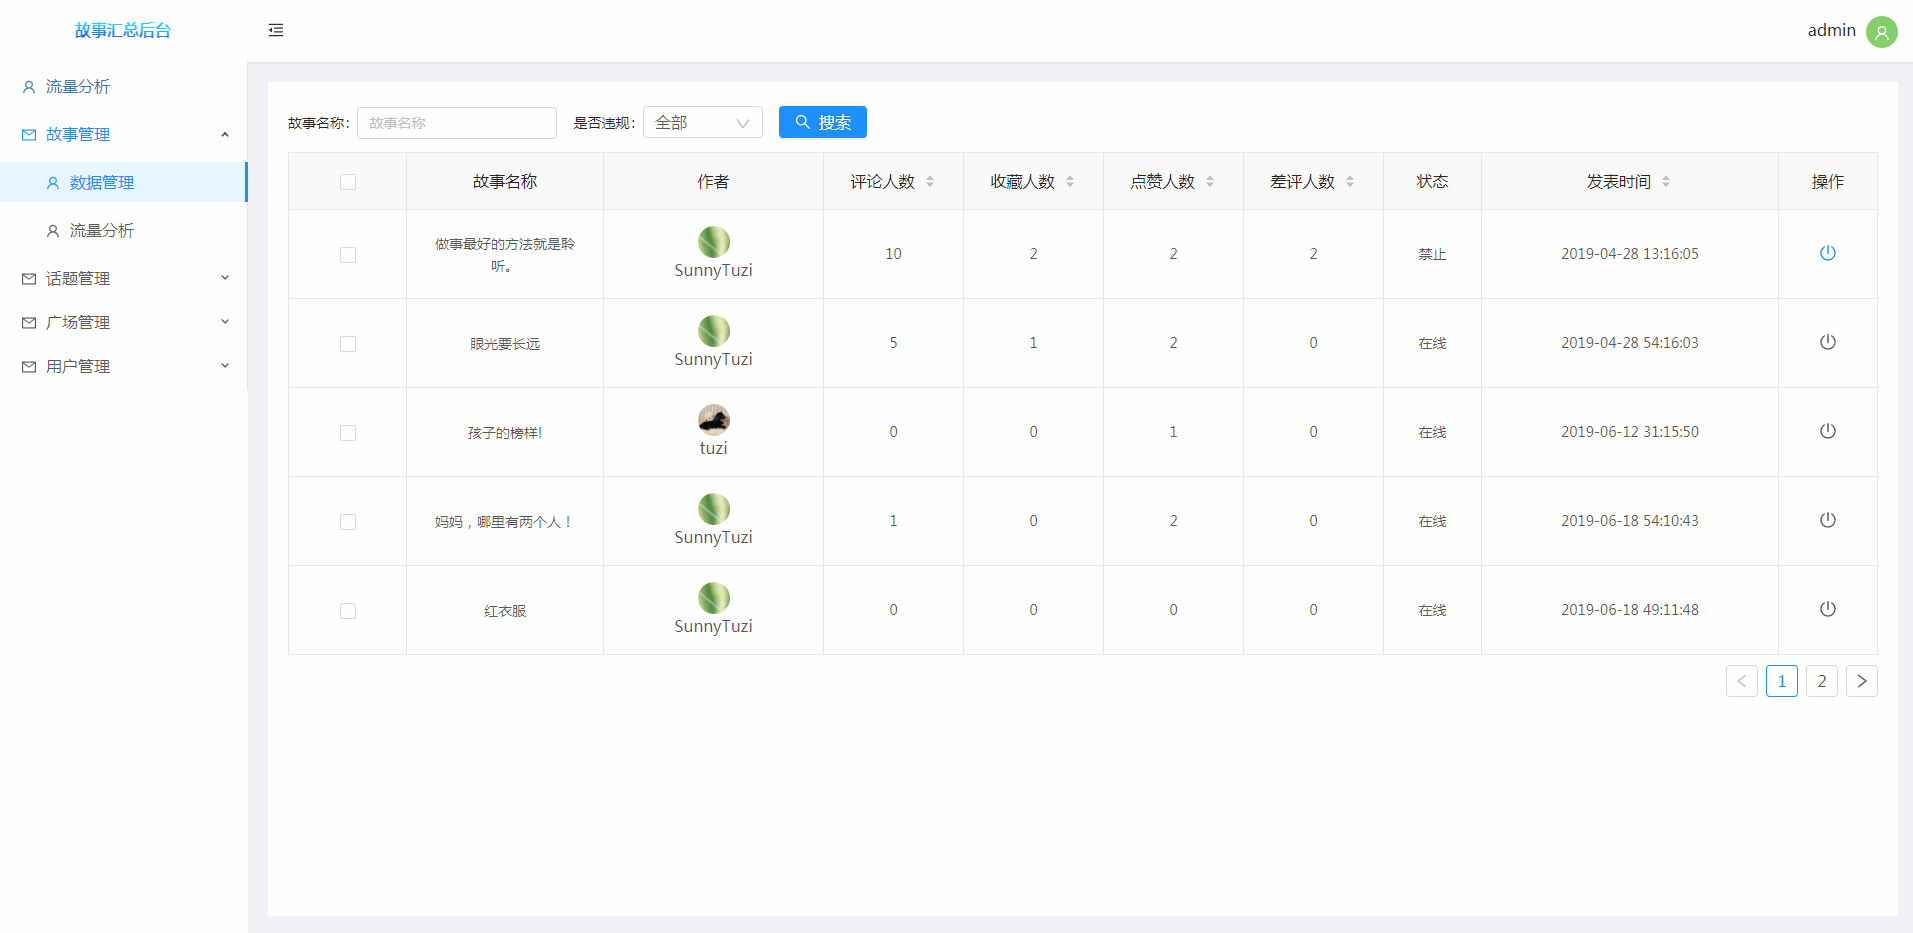 故事汇总后台
admin
流量分析
故事管理
数据管理
流量分析
话题管理
广场管理
用户管理
故事名称: 故事名称 是否违规: 全部 搜索
故事名称 作者 评论人数 收藏人数 点赞人数 差评人数 状态 发表时间 操作
做事最好的方法就是聆
听。
SunnyTuzi
10 2 2 2 禁止 2019-04-28 13:16:05
眼光要长远 SunnyTuzi 5 1 2 0 在线 2019-04-28 54:16:03
孩子的榜样! tuzi 0 0 1 0 在线 2019-06-12 31:15:50
妈妈，哪里有两个人！ SunnyTuzi 1 0 2 0 在线 2019-06-18 54:10:43
红衣服 SunnyTuzi 0 0 0 0 在线 2019-06-18 49:11:48
1 2